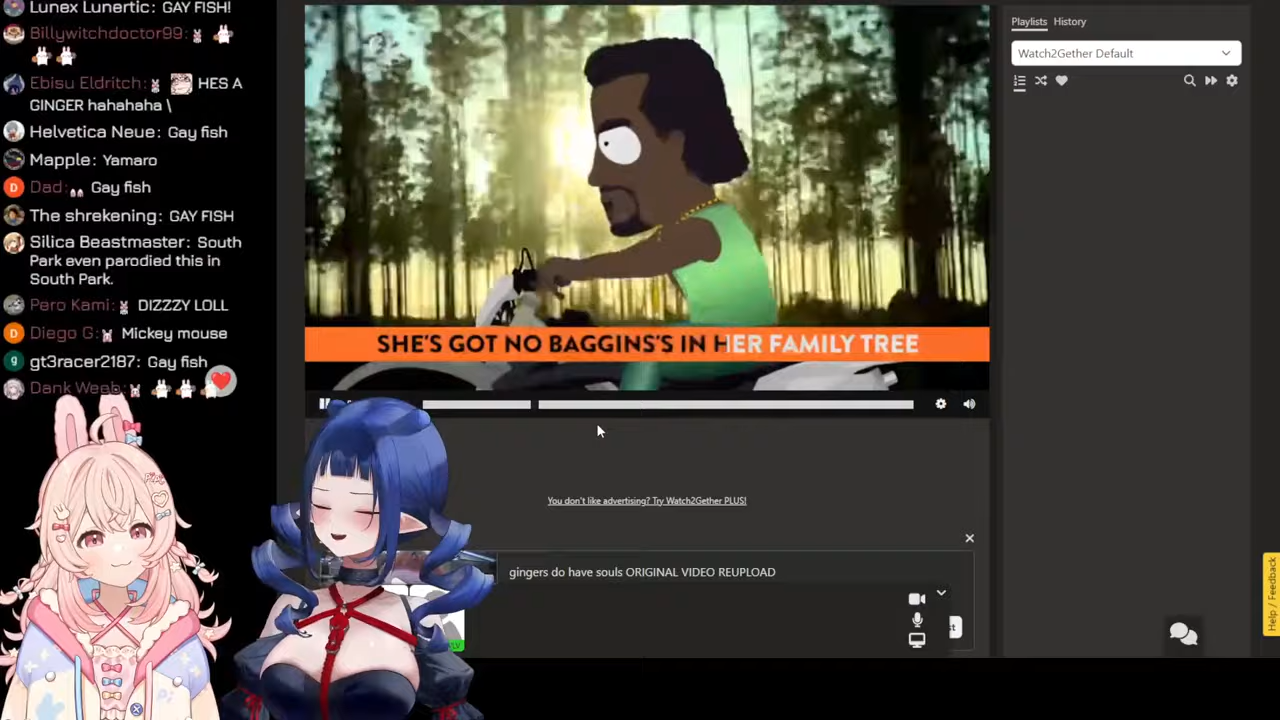 Lunex Lunertic: GAY FISH!
Billywitchdoctor99:
Ebisu Eldritch: HES A
GINGER hahahaha \
Helvetica Neue: Gay fish
Mapple: Yamaro
D Dad: Gay fish
The shrekening: GAY FISH
Silica Beastmaster: South
Park even parodied this in
South Park.
Pero Kami: DIZZZY LOLL
D Diego G: Mickey mouse
g gt3racer2187: Gay fish
Dank Weeb:
SHE'S GOT NO BAGGINS'S IN HER FAMILY TREE
You don't like advertising? Try Watch2Gether PLUS!
gingers do have souls ORIGINAL VIDEO REUPLOAD
Playlists History
Watch2Gether Default
Help / Feedback